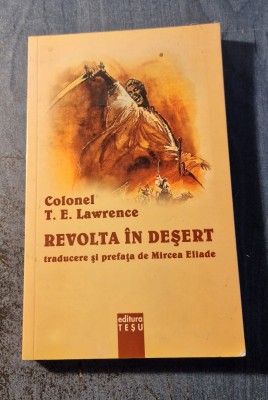 Colonel
T. E. Lawrence
REVOLTA ÎN DEŞERT
traducere şi prefaţa de Mircea Eliade
editura
TEŞU